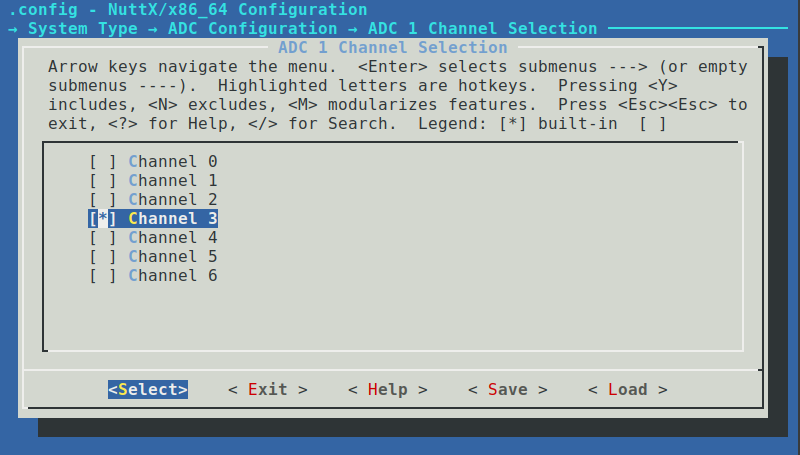 .config - NuttX/x86_64 Configuration
→ System Type → ADC Configuration → ADC 1 Channel Selection
ADC 1 Channel Selection
Arrow keys navigate the menu.  <Enter> selects submenus ---> (or empty
submenus ----).  Highlighted letters are hotkeys.  Pressing <Y>
includes, <N> excludes, <M> modularizes features.  Press <Esc><Esc> to
exit, <?> for Help, </> for Search.  Legend: [*] built-in  [ ]
[ ] Channel 0
[ ] Channel 1
[ ] Channel 2
[*] Channel 3
[ ] Channel 4
[ ] Channel 5
[ ] Channel 6
<Select>    < Exit >    < Help >    < Save >    < Load >